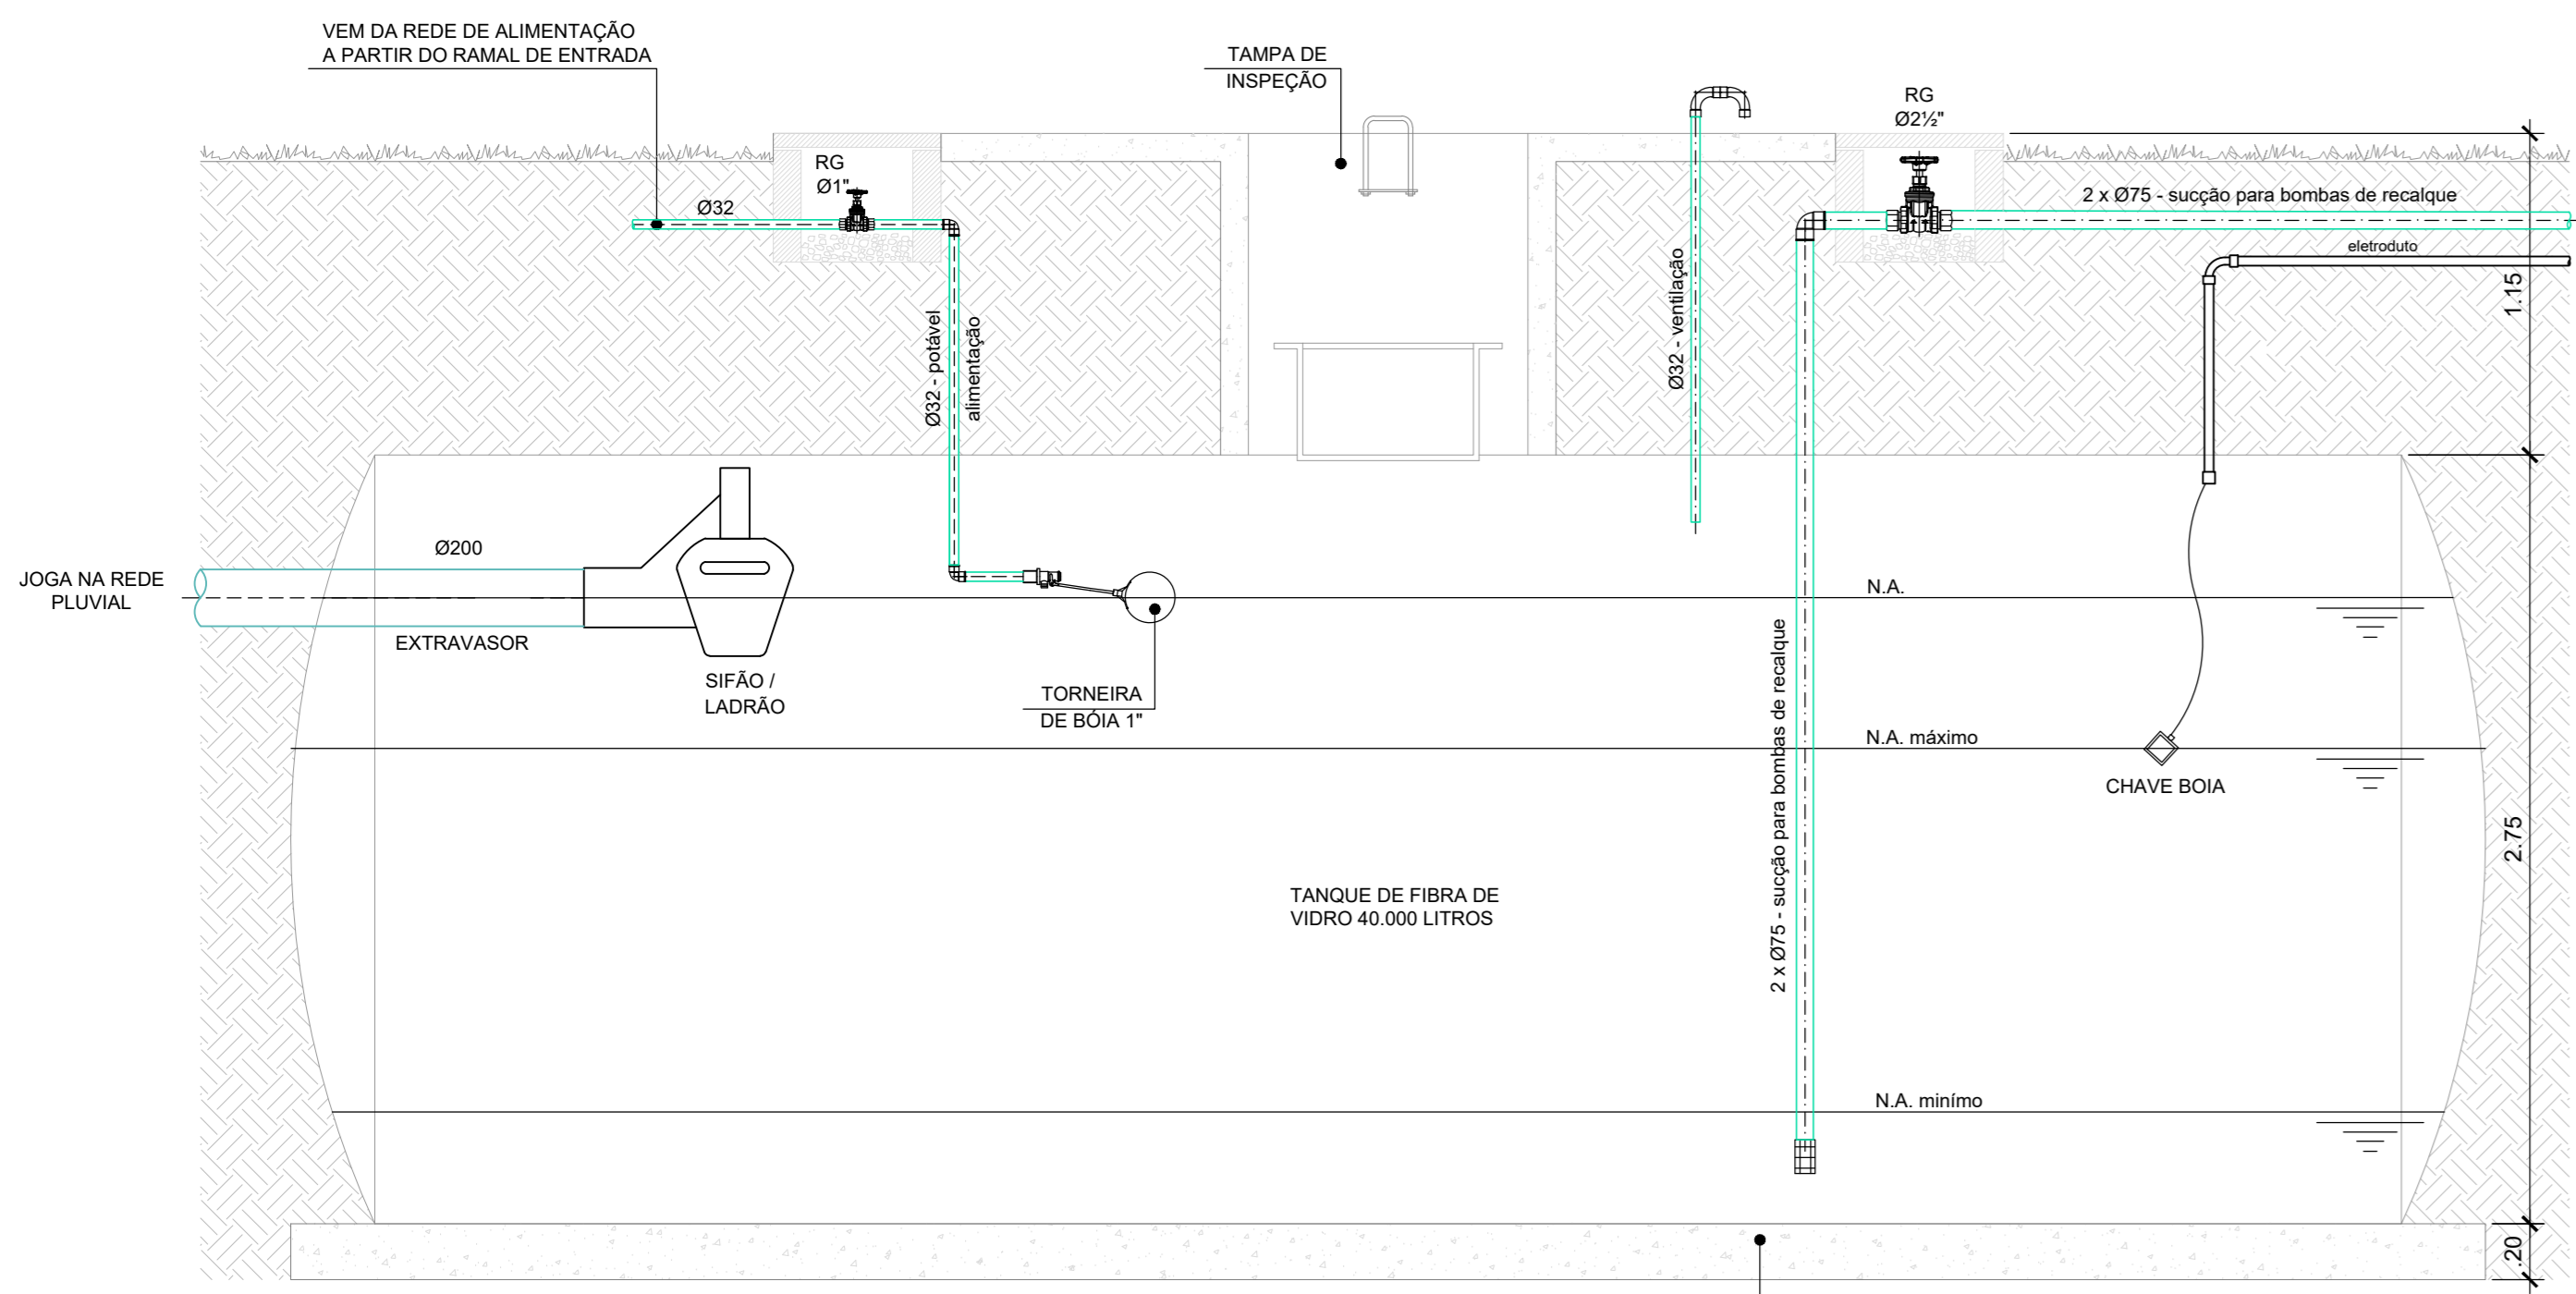 VEM DA REDE DE ALIMENTAÇÃO
A PARTIR DO RAMAL DE ENTRADA
TAMPA DE
INSPEÇÃO
RG
Ø2½"
RG
Ø1"
Ø32
2 x Ø75 - sucção para bombas de recalque
eletroduto
1.15
Ø32 - potável
alimentação
Ø32 - ventilação
Ø200
JOGA NA REDE
PLUVIAL
EXTRAVASOR
SIFÃO /
LADRÃO
TORNEIRA
DE BÓIA 1"
N.A.
2 x Ø75 - sucção para bombas de recalque
N.A. máximo
CHAVE BOIA
2.75
TANQUE DE FIBRA DE
VIDRO 40.000 LITROS
N.A. minímo
.20